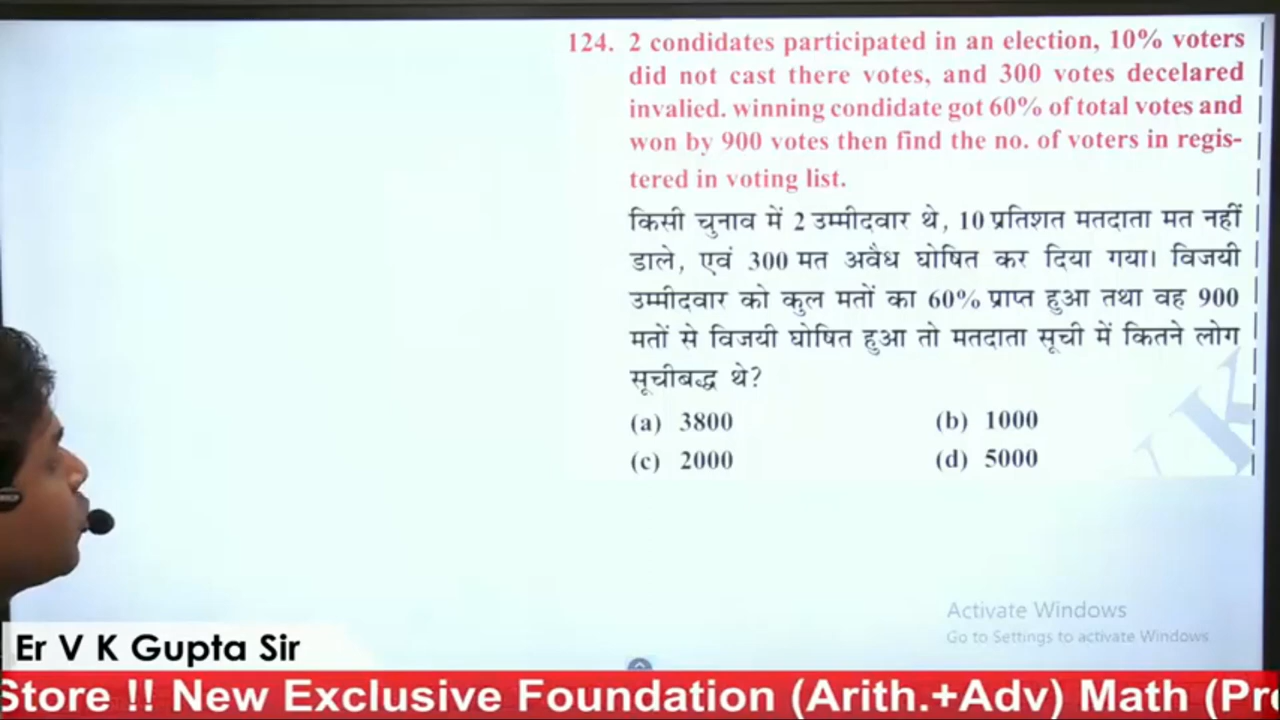 124. 2 condidates participated in an election, 10% voters
did not cast there votes, and 300 votes decelared
invalied. winning condidate got 60% of total votes and
won by 900 votes then find the no. of voters in regis-
tered in voting list.
किसी चुनाव में 2 उम्मीदवार थे, 10 प्रतिशत मतदाता मत नहीं
डाले, एवं 300 मत अवैध घोषित कर दिया गया। विजयी
उम्मीदवार को कुल मतों का 60% प्राप्त हुआ तथा वह 900
मतों से विजयी घोषित हुआ तो मतदाता सूची में कितने लोग
सूचीबद्ध थे?
(a) 3800 (b) 1000
(c) 2000 (d) 5000
Activate Windows
Go to Settings to activate Windows
Er V K Gupta Sir
Store !! New Exclusive Foundation (Arith.+Adv) Math (Pr